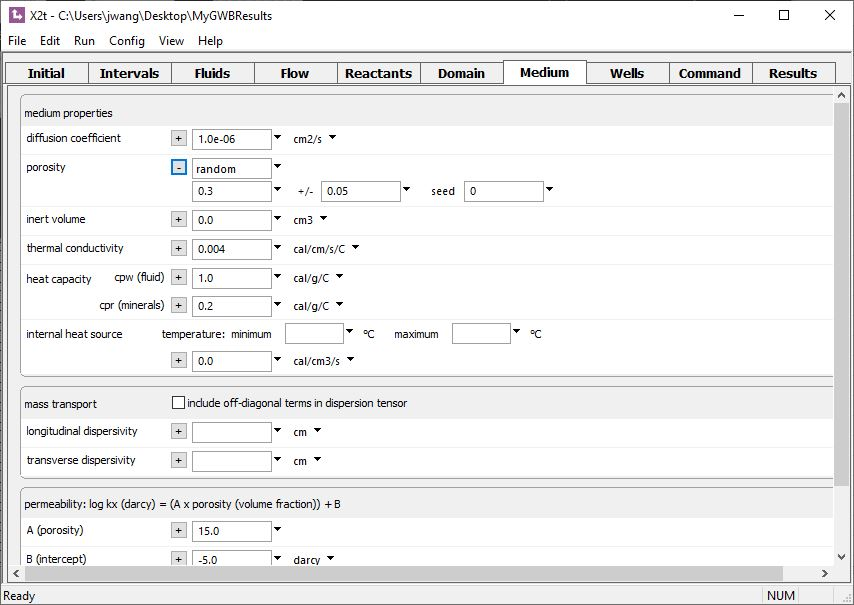 X2t - C:\Users\jwang\Desktop\MyGWBResults
File Edit Run Config View Help
Initial Intervals Fluids Flow Reactants Domain Medium Wells Command Results
medium properties
diffusion coefficient + 1.0e-06 cm2/s
porosity - random
0.3 +/- 0.05 seed 0
inert volume + 0.0 cm3
thermal conductivity + 0.004 cal/cm/s/C
heat capacity cpw (fluid) + 1.0 cal/g/C
cpr (minerals) + 0.2 cal/g/C
internal heat source temperature: minimum ºC maximum ºC
+ 0.0 cal/cm3/s
mass transport include off-diagonal terms in dispersion tensor
longitudinal dispersivity + cm
transverse dispersivity + cm
permeability: log kx (darcy) = (A x porosity (volume fraction)) + B
A (porosity) + 15.0
B (intercept) + -5.0 darcy
Ready NUM